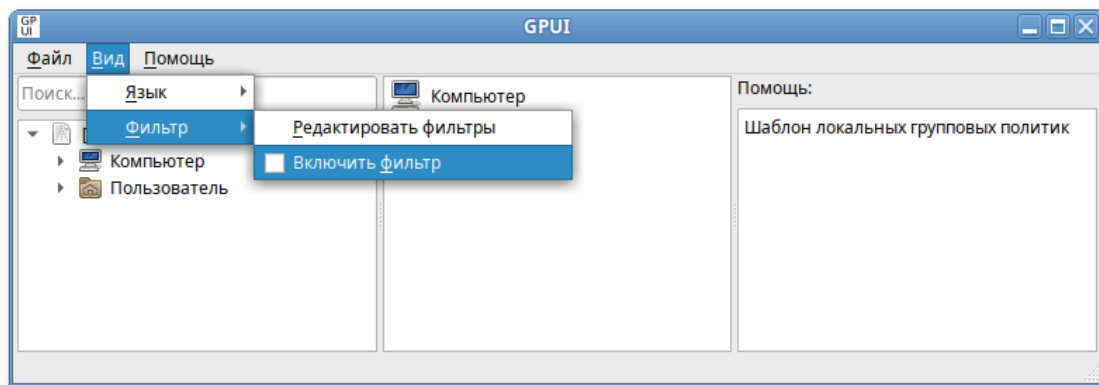 GP
UI
GPUI
Файл Вид Помощь
Поиск...
Язык
Фильтр
Редактировать фильтры
Включить фильтр
Компьютер
Пользователь
Компьютер
Помощь:
Шаблон локальных групповых политик